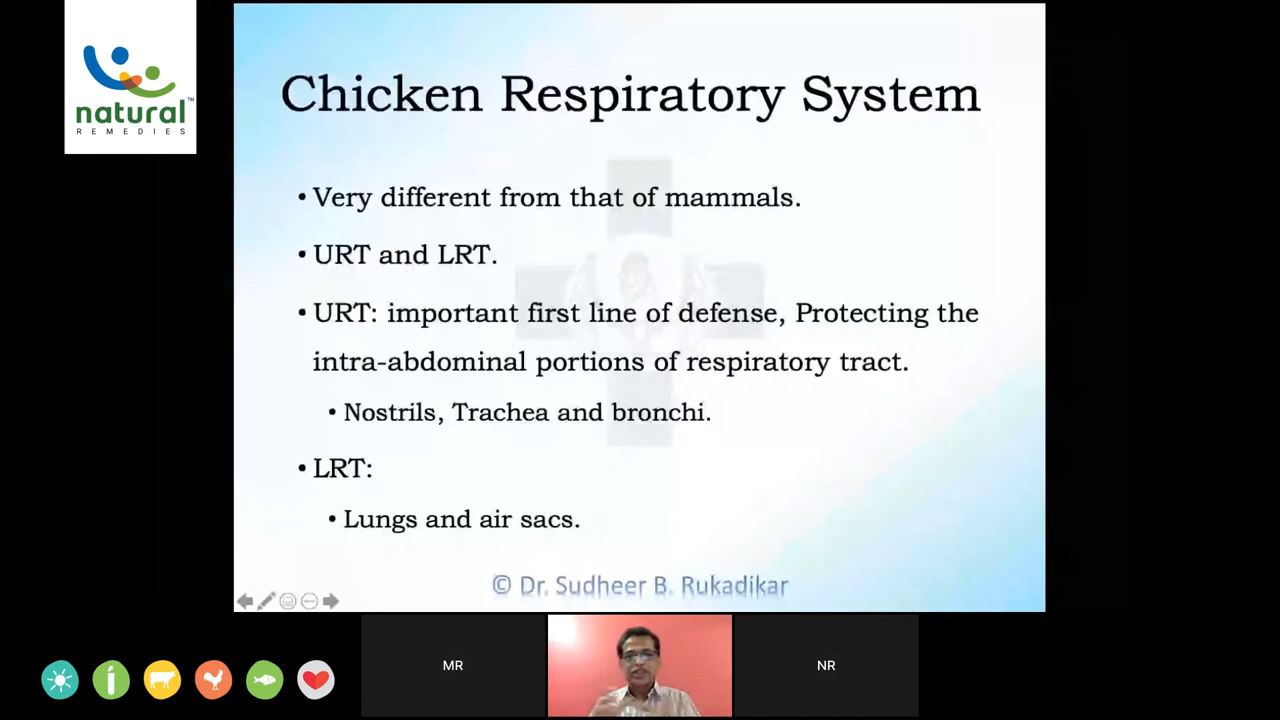 natural™
REMEDIES
Chicken Respiratory System
• Very different from that of mammals.
• URT and LRT.
• URT: important first line of defense, Protecting the
intra-abdominal portions of respiratory tract.
• Nostrils, Trachea and bronchi.
• LRT:
• Lungs and air sacs.
© Dr. Sudheer B. Rukadikar
MR
NR